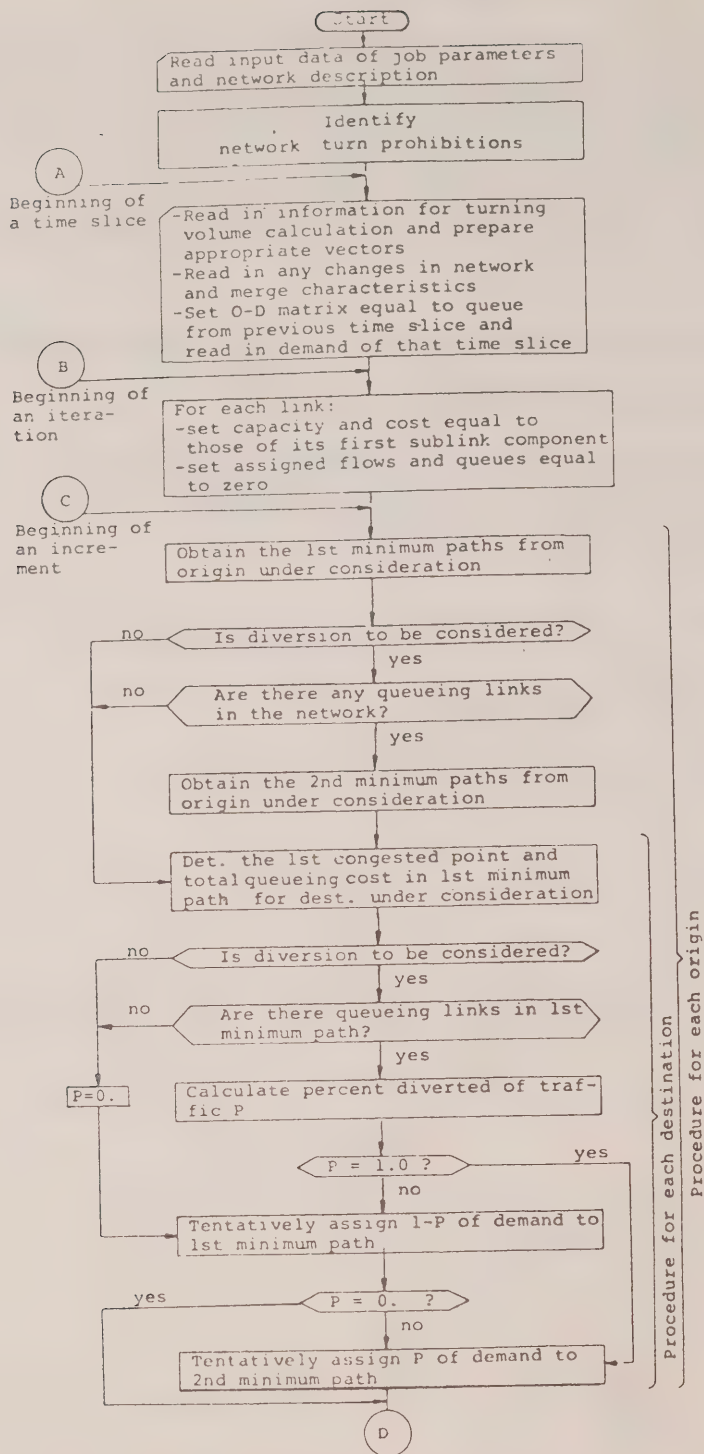 Start
Read input data of job parameters
and network description
Identify
network turn prohibitions
A
Beginning of
a time slice
-Read in information for turning
volume calculation and prepare
appropriate vectors
-Read in any changes in network
and merge characteristics
-Set O-D matrix equal to queue
from previous time slice and
read in demand of that time slice
B
Beginning of
an itera-
tion
For each link:
-set capacity and cost equal to
those of its first sublink component
-set assigned flows and queues equal
to zero
C
Beginning of
an incre-
ment
Obtain the 1st minimum paths from
origin under consideration
no
Is diversion to be considered?
yes
no
Are there any queueing links
in the network?
yes
Obtain the 2nd minimum paths from
origin under consideration
Det. the 1st congested point and
total queueing cost in 1st minimum
path for dest. under consideration
no
Is diversion to be considered?
yes
no
Are there queueing links in 1st
minimum path?
yes
P=0.
Calculate percent diverted of traf-
fic P
P = 1.0 ?
yes
no
Tentatively assign 1-P of demand to
1st minimum path
yes
P = 0. ?
no
Tentatively assign P of demand to
2nd minimum path
D
Procedure for each destination
Procedure for each origin